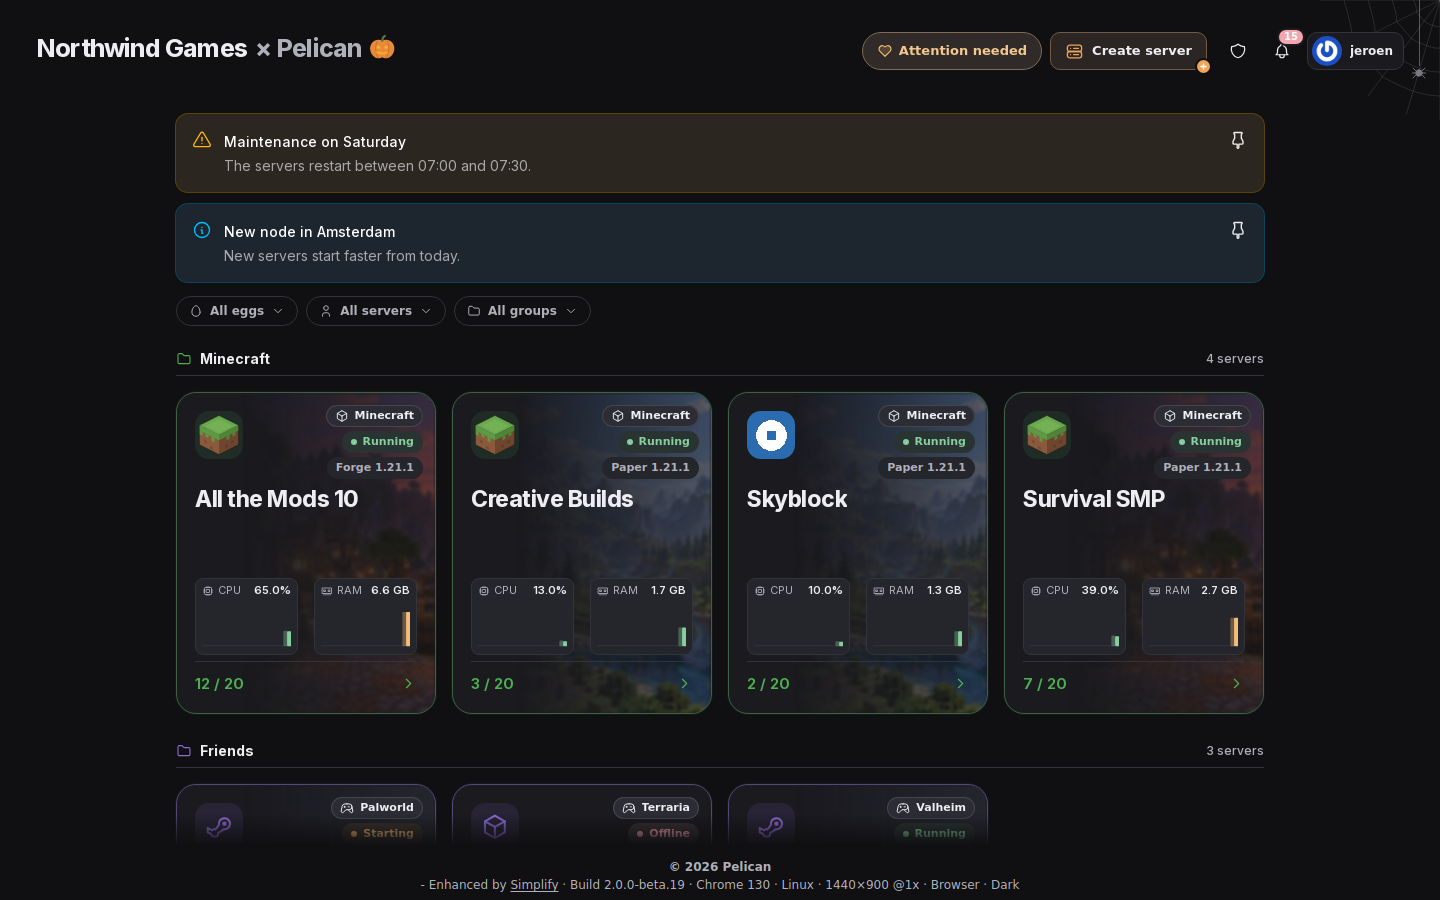 Northwind Games × Pelican
Attention needed
Create server
15
jeroen
Maintenance on Saturday
The servers restart between 07:00 and 07:30.
New node in Amsterdam
New servers start faster from today.
All eggs
All servers
All groups
Minecraft
4 servers
Minecraft
Running
Forge 1.21.1
All the Mods 10
CPU 65.0%
RAM 6.6 GB
12 / 20
Minecraft
Running
Paper 1.21.1
Creative Builds
CPU 13.0%
RAM 1.7 GB
3 / 20
Minecraft
Running
Paper 1.21.1
Skyblock
CPU 10.0%
RAM 1.3 GB
2 / 20
Minecraft
Running
Paper 1.21.1
Survival SMP
CPU 39.0%
RAM 2.7 GB
7 / 20
Friends
3 servers
Palworld
Starting
Terraria
Offline
Valheim
Running
© 2026 Pelican
- Enhanced by Simplify · Build 2.0.0-beta.19 · Chrome 130 · Linux · 1440×900 @1x · Browser · Dark